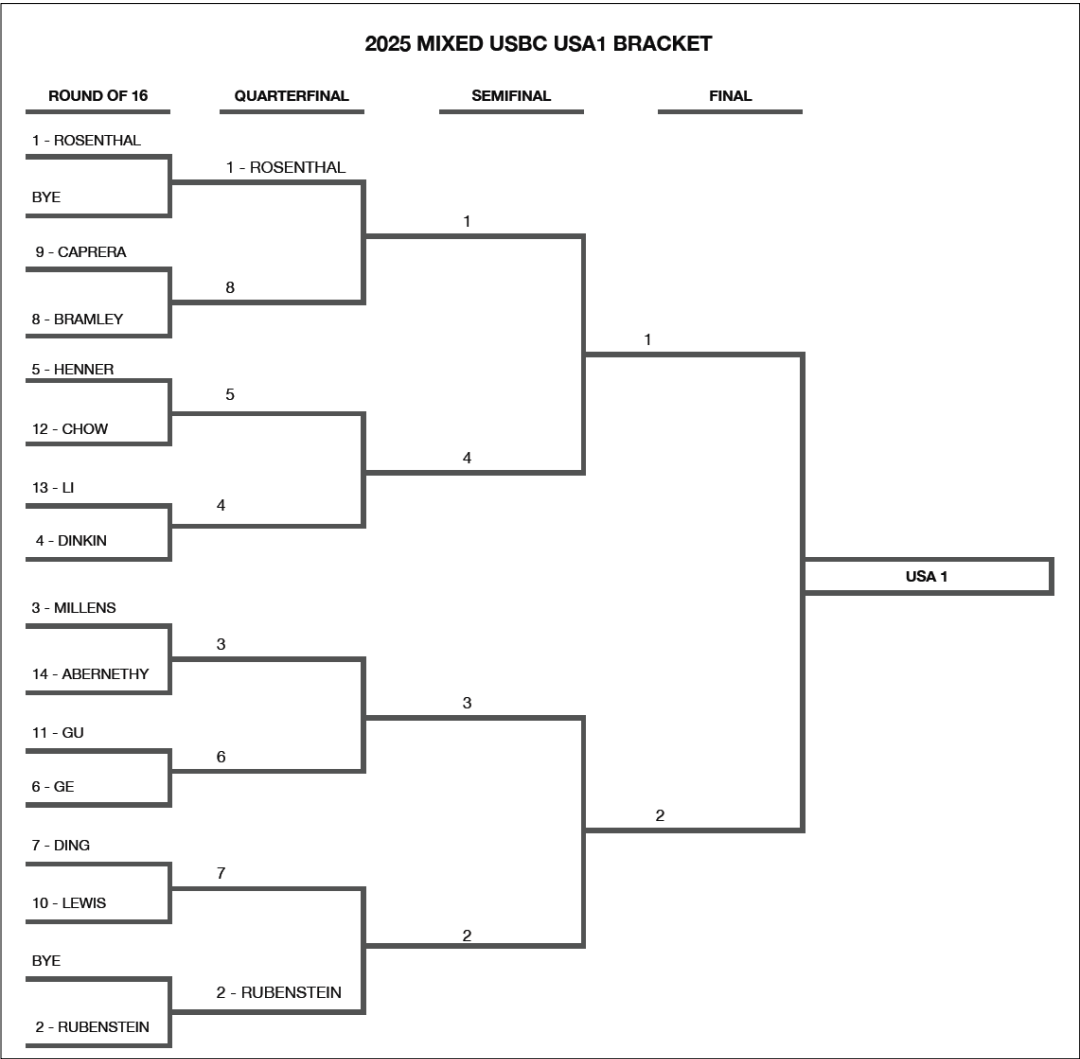 2025 MIXED USBC USA1 BRACKET
ROUND OF 16
QUARTERFINAL
SEMIFINAL
FINAL
1 - ROSENTHAL
BYE
9 - CAPRERA
8 - BRAMLEY
5 - HENNER
12 - CHOW
13 - LI
4 - DINKIN
3 - MILLENS
14 - ABERNETHY
11 - GU
6 - GE
7 - DING
10 - LEWIS
BYE
2 - RUBENSTEIN
1 - ROSENTHAL
8
5
4
3
6
7
2 - RUBENSTEIN
1
4
3
2
1
2
USA 1